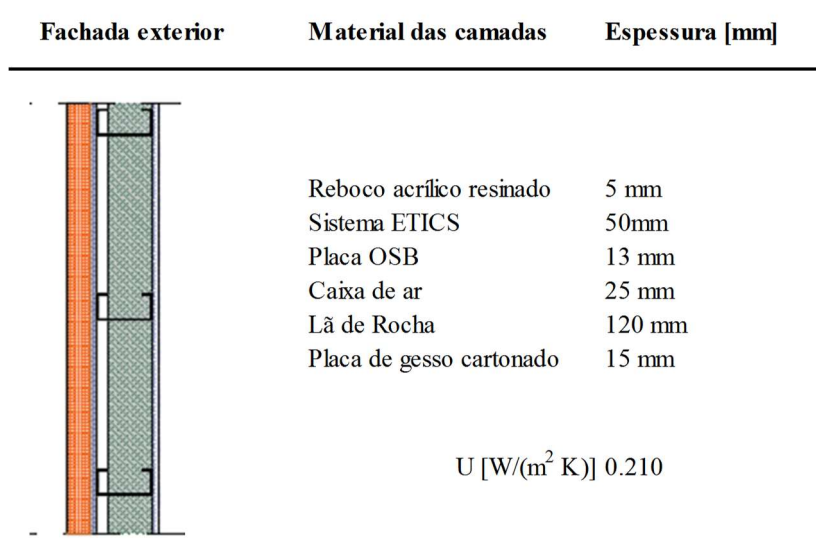 Fachada exterior Material das camadas Espessura [mm]
Reboco acrílico resinado 5 mm
Sistema ETICS 50mm
Placa OSB 13 mm
Caixa de ar 25 mm
Lã de Rocha 120 mm
Placa de gesso cartonado 15 mm
U [W/(m² K)] 0.210